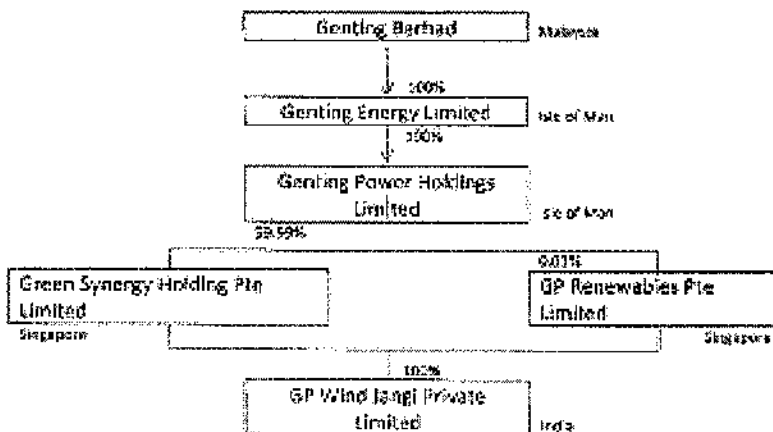 Genting Berhad
Malaysia
100%
Genting Energy Limited
Isle of Man
100%
Genting Power Holdings
Limited
Isle of Man
99.99%
0.01%
Green Synergy Holding Pte
Limited
GP Renewables Pte
Limited
Singapore
Singapore
100%
GP Wind Jangi Private
Limited
India